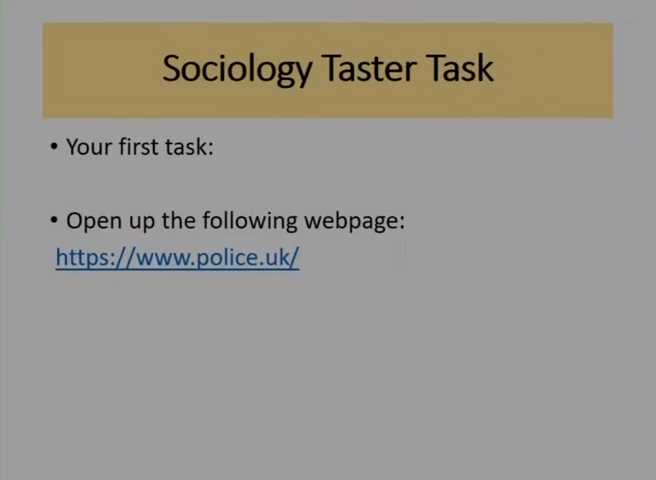 Sociology Taster Task
• Your first task:
• Open up the following webpage:
https://www.police.uk/